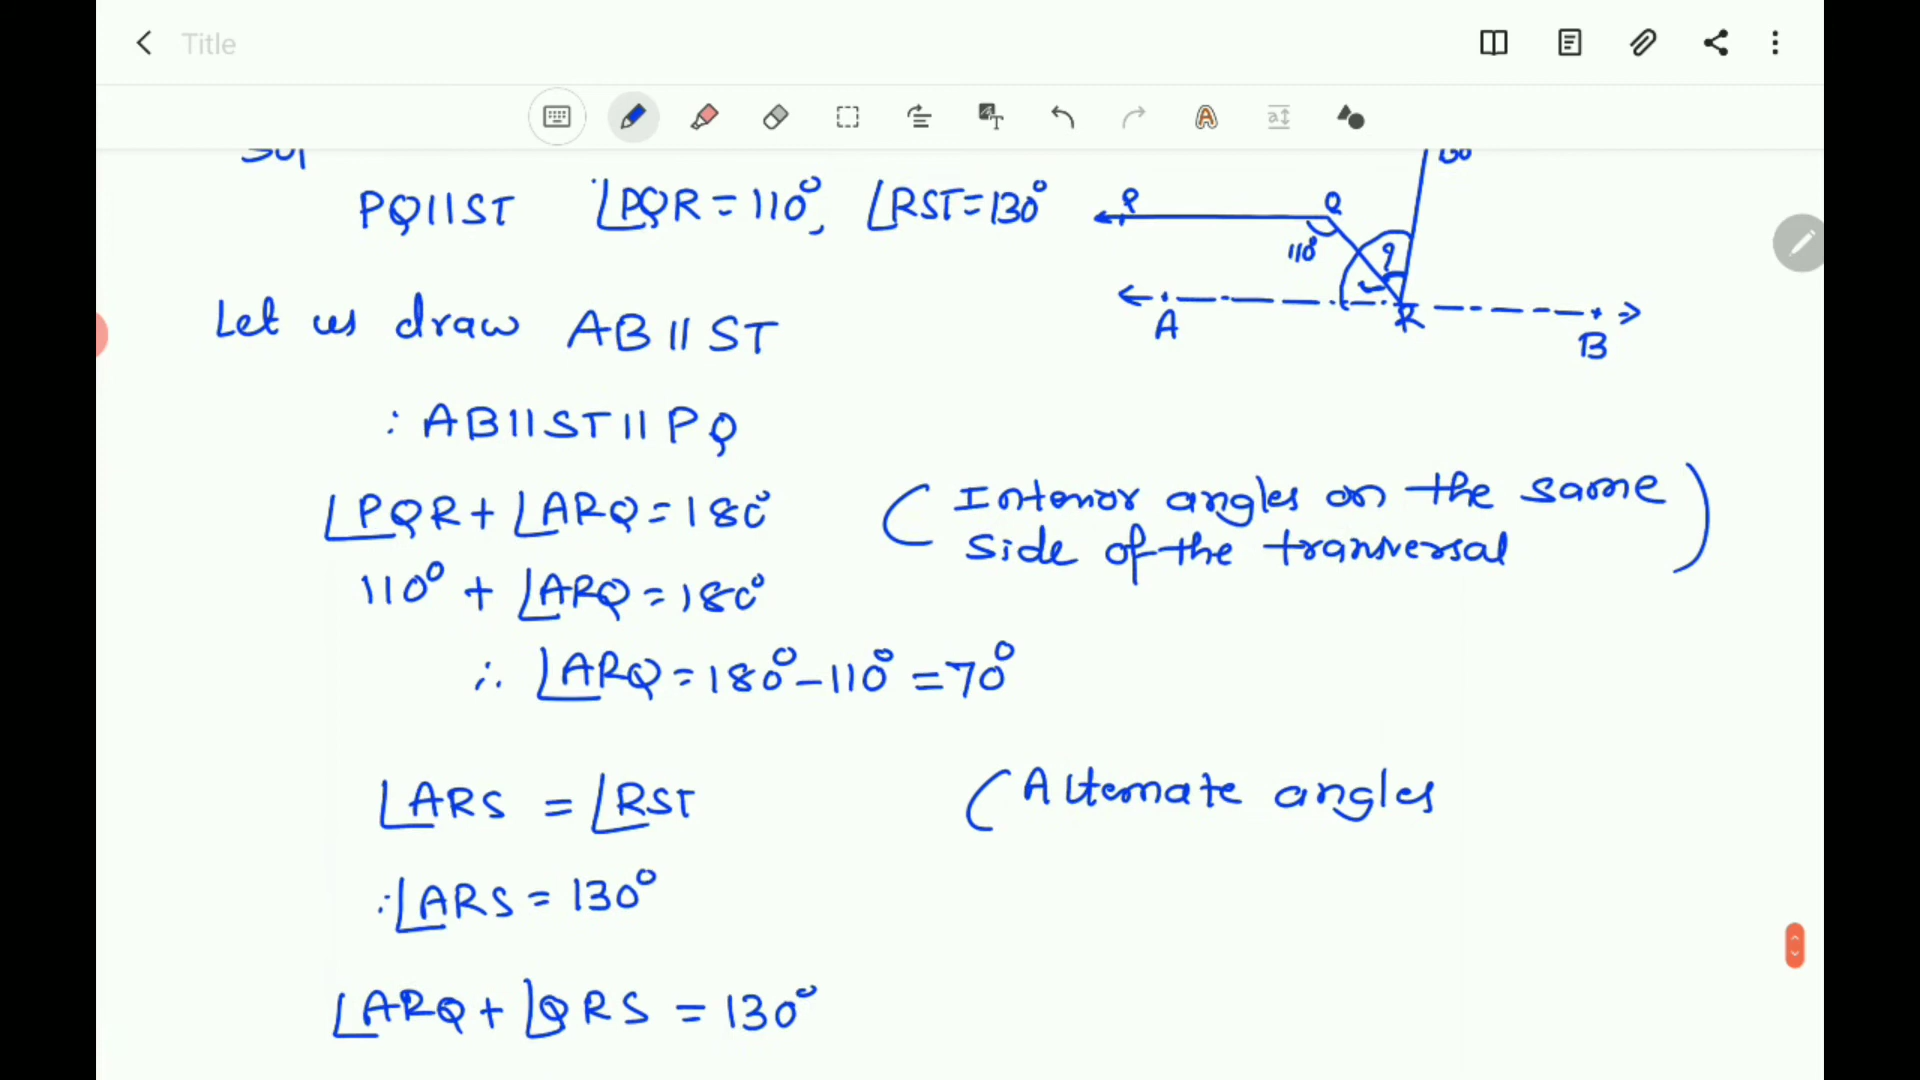 Title
Sol
PQ||ST ∠PQR = 110°, ∠RST = 130°
130
P Q
110°
?
A R B
Let us draw AB || ST
∴ AB||ST||PQ
∠PQR + ∠ARQ = 180° (Interior angles on the same
side of the transversal)
110° + ∠ARQ = 180°
∴ ∠ARQ = 180° - 110° = 70°
∠ARS = ∠RST (Alternate angles
∴ ∠ARS = 130°
∠ARQ + ∠QRS = 130°